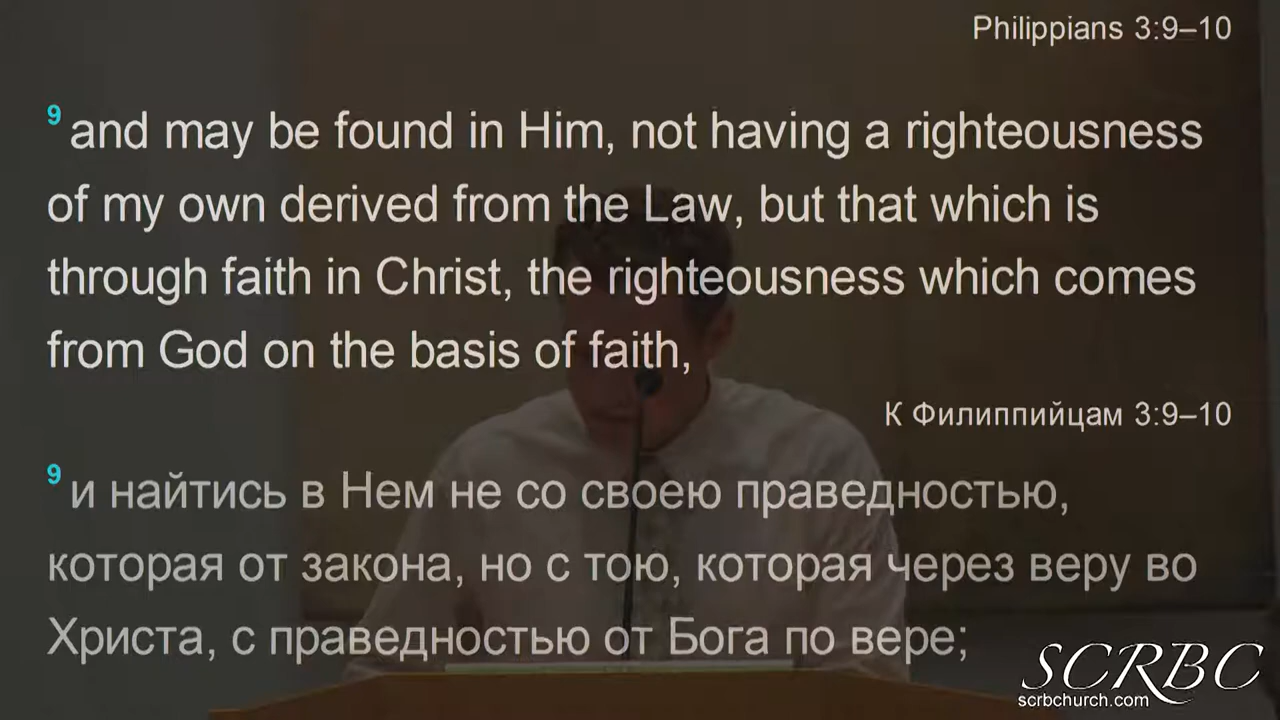 Philippians 3:9–10
9 and may be found in Him, not having a righteousness
of my own derived from the Law, but that which is
through faith in Christ, the righteousness which comes
from God on the basis of faith,
К Филиппийцам 3:9–10
9 и найтись в Нем не со своею праведностью,
которая от закона, но с тою, которая через веру во
Христа, с праведностью от Бога по вере;
SCRBC
scrbchurch.com